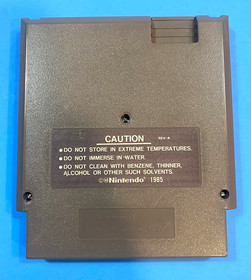 CAUTION REV-A
• DO NOT STORE IN EXTREME TEMPERATURES.
• DO NOT IMMERSE IN WATER.
• DO NOT CLEAN WITH BENZENE, THINNER,
ALCOHOL OR OTHER SUCH SOLVENTS.
©®Nintendo® 1985